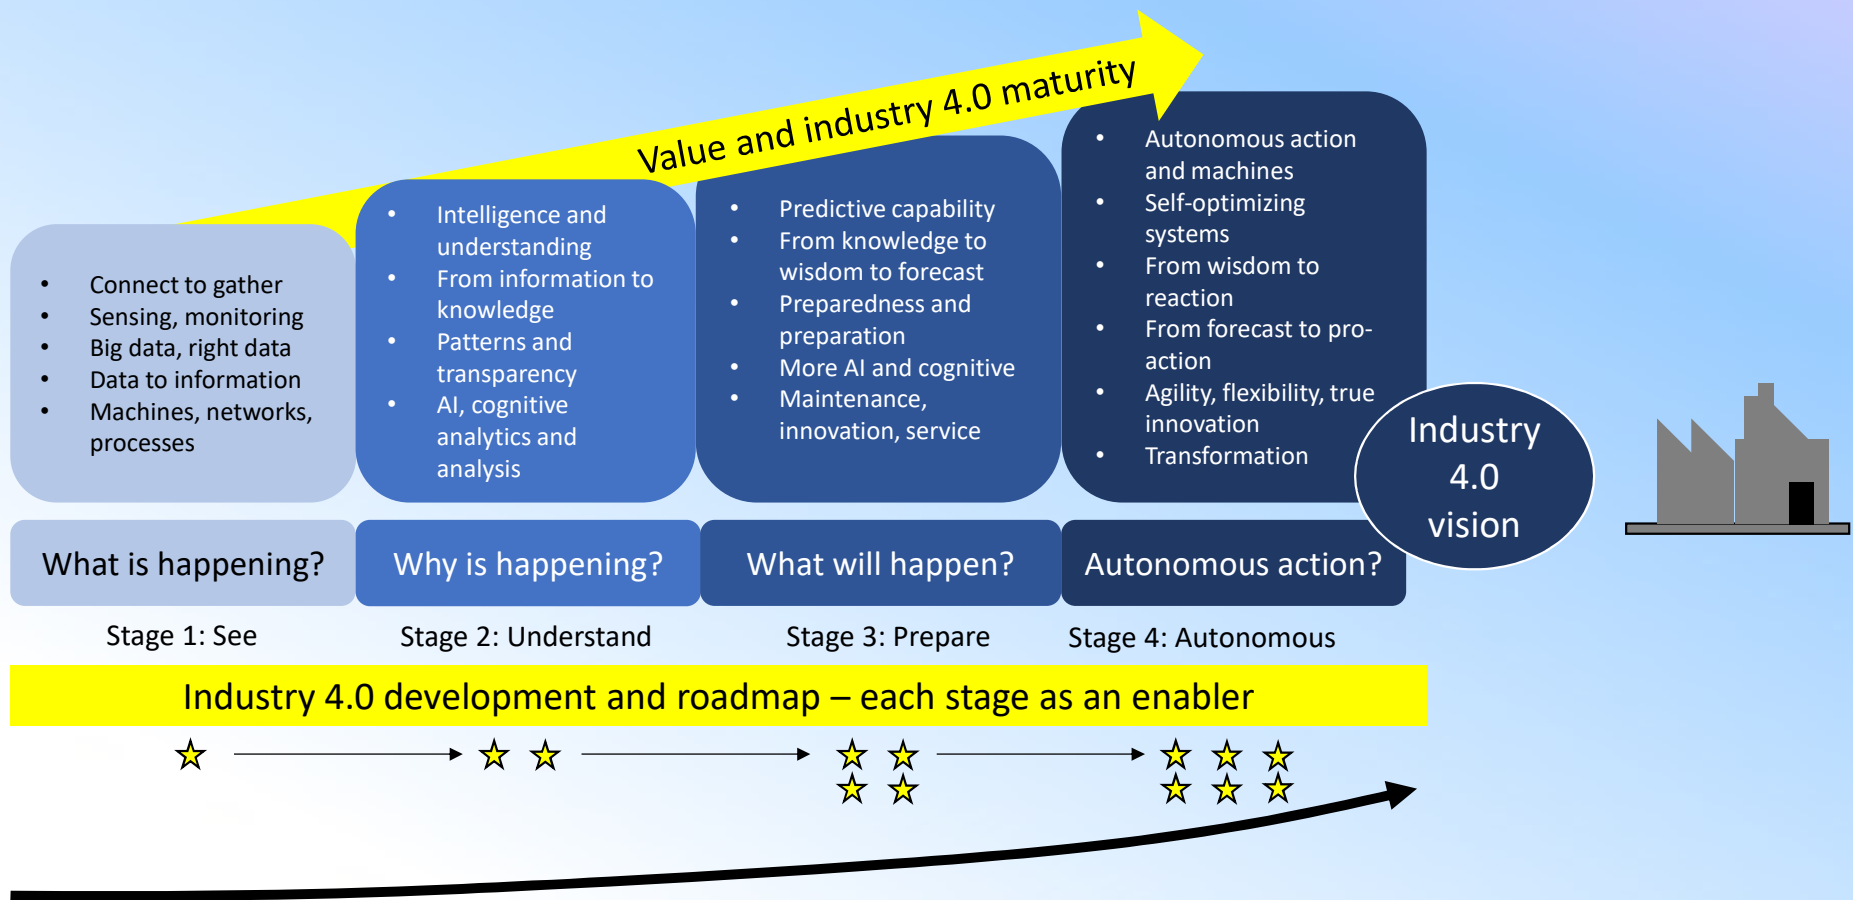 Value and industry 4.0 maturity
• Connect to gather
• Sensing, monitoring
• Big data, right data
• Data to information
• Machines, networks,
processes
• Intelligence and
understanding
• From information to
knowledge
• Patterns and
transparency
• AI, cognitive
analytics and
analysis
• Predictive capability
• From knowledge to
wisdom to forecast
• Preparedness and
preparation
• More AI and cognitive
• Maintenance,
innovation, service
• Autonomous action
and machines
• Self-optimizing
systems
• From wisdom to
reaction
• From forecast to pro-
action
• Agility, flexibility, true
innovation
• Transformation
Industry
4.0
vision
What is happening?
Why is happening?
What will happen?
Autonomous action?
Stage 1: See
Stage 2: Understand
Stage 3: Prepare
Stage 4: Autonomous
Industry 4.0 development and roadmap – each stage as an enabler